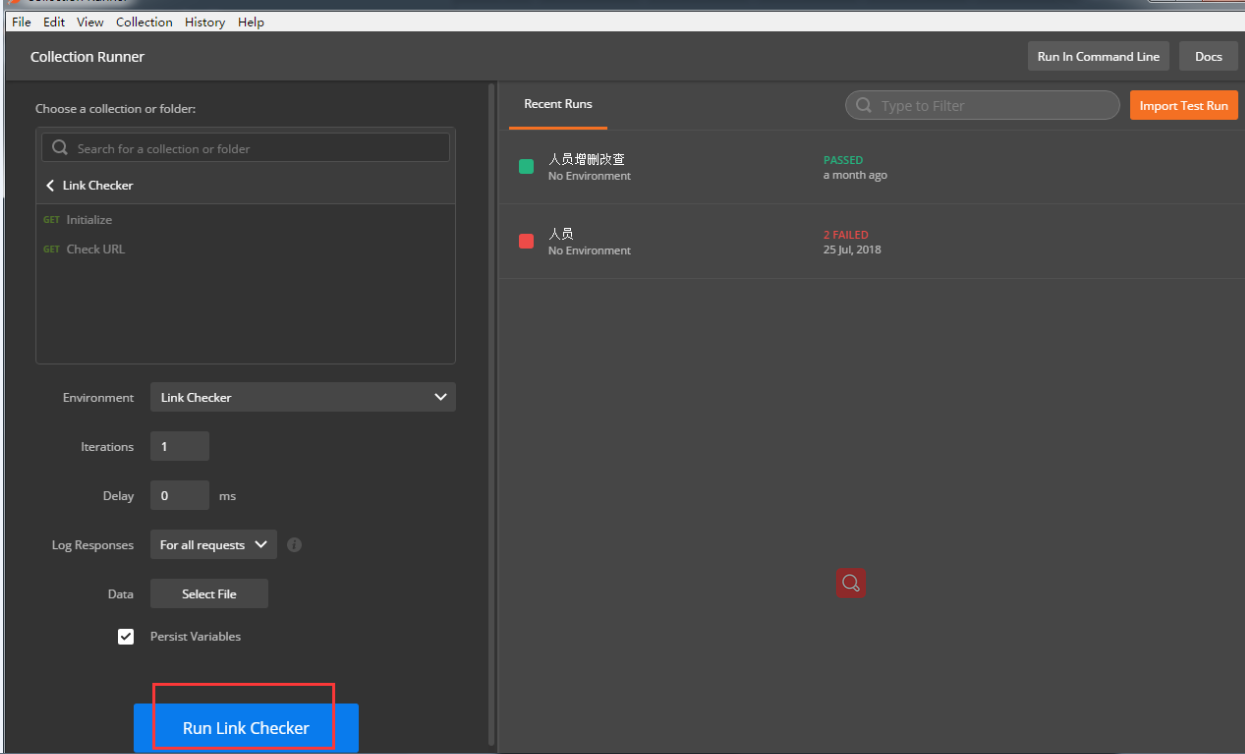 Collection Runner
File Edit View Collection History Help
Collection Runner
Run In Command Line
Docs
Choose a collection or folder:
Search for a collection or folder
Link Checker
GET Initialize
GET Check URL
Environment Link Checker
Iterations 1
Delay 0 ms
Log Responses For all requests
Data Select File
Persist Variables
Run Link Checker
Recent Runs
Type to Filter
Import Test Run
人员增删改查
No Environment
PASSED
a month ago
人员
No Environment
2 FAILED
25 Jul, 2018